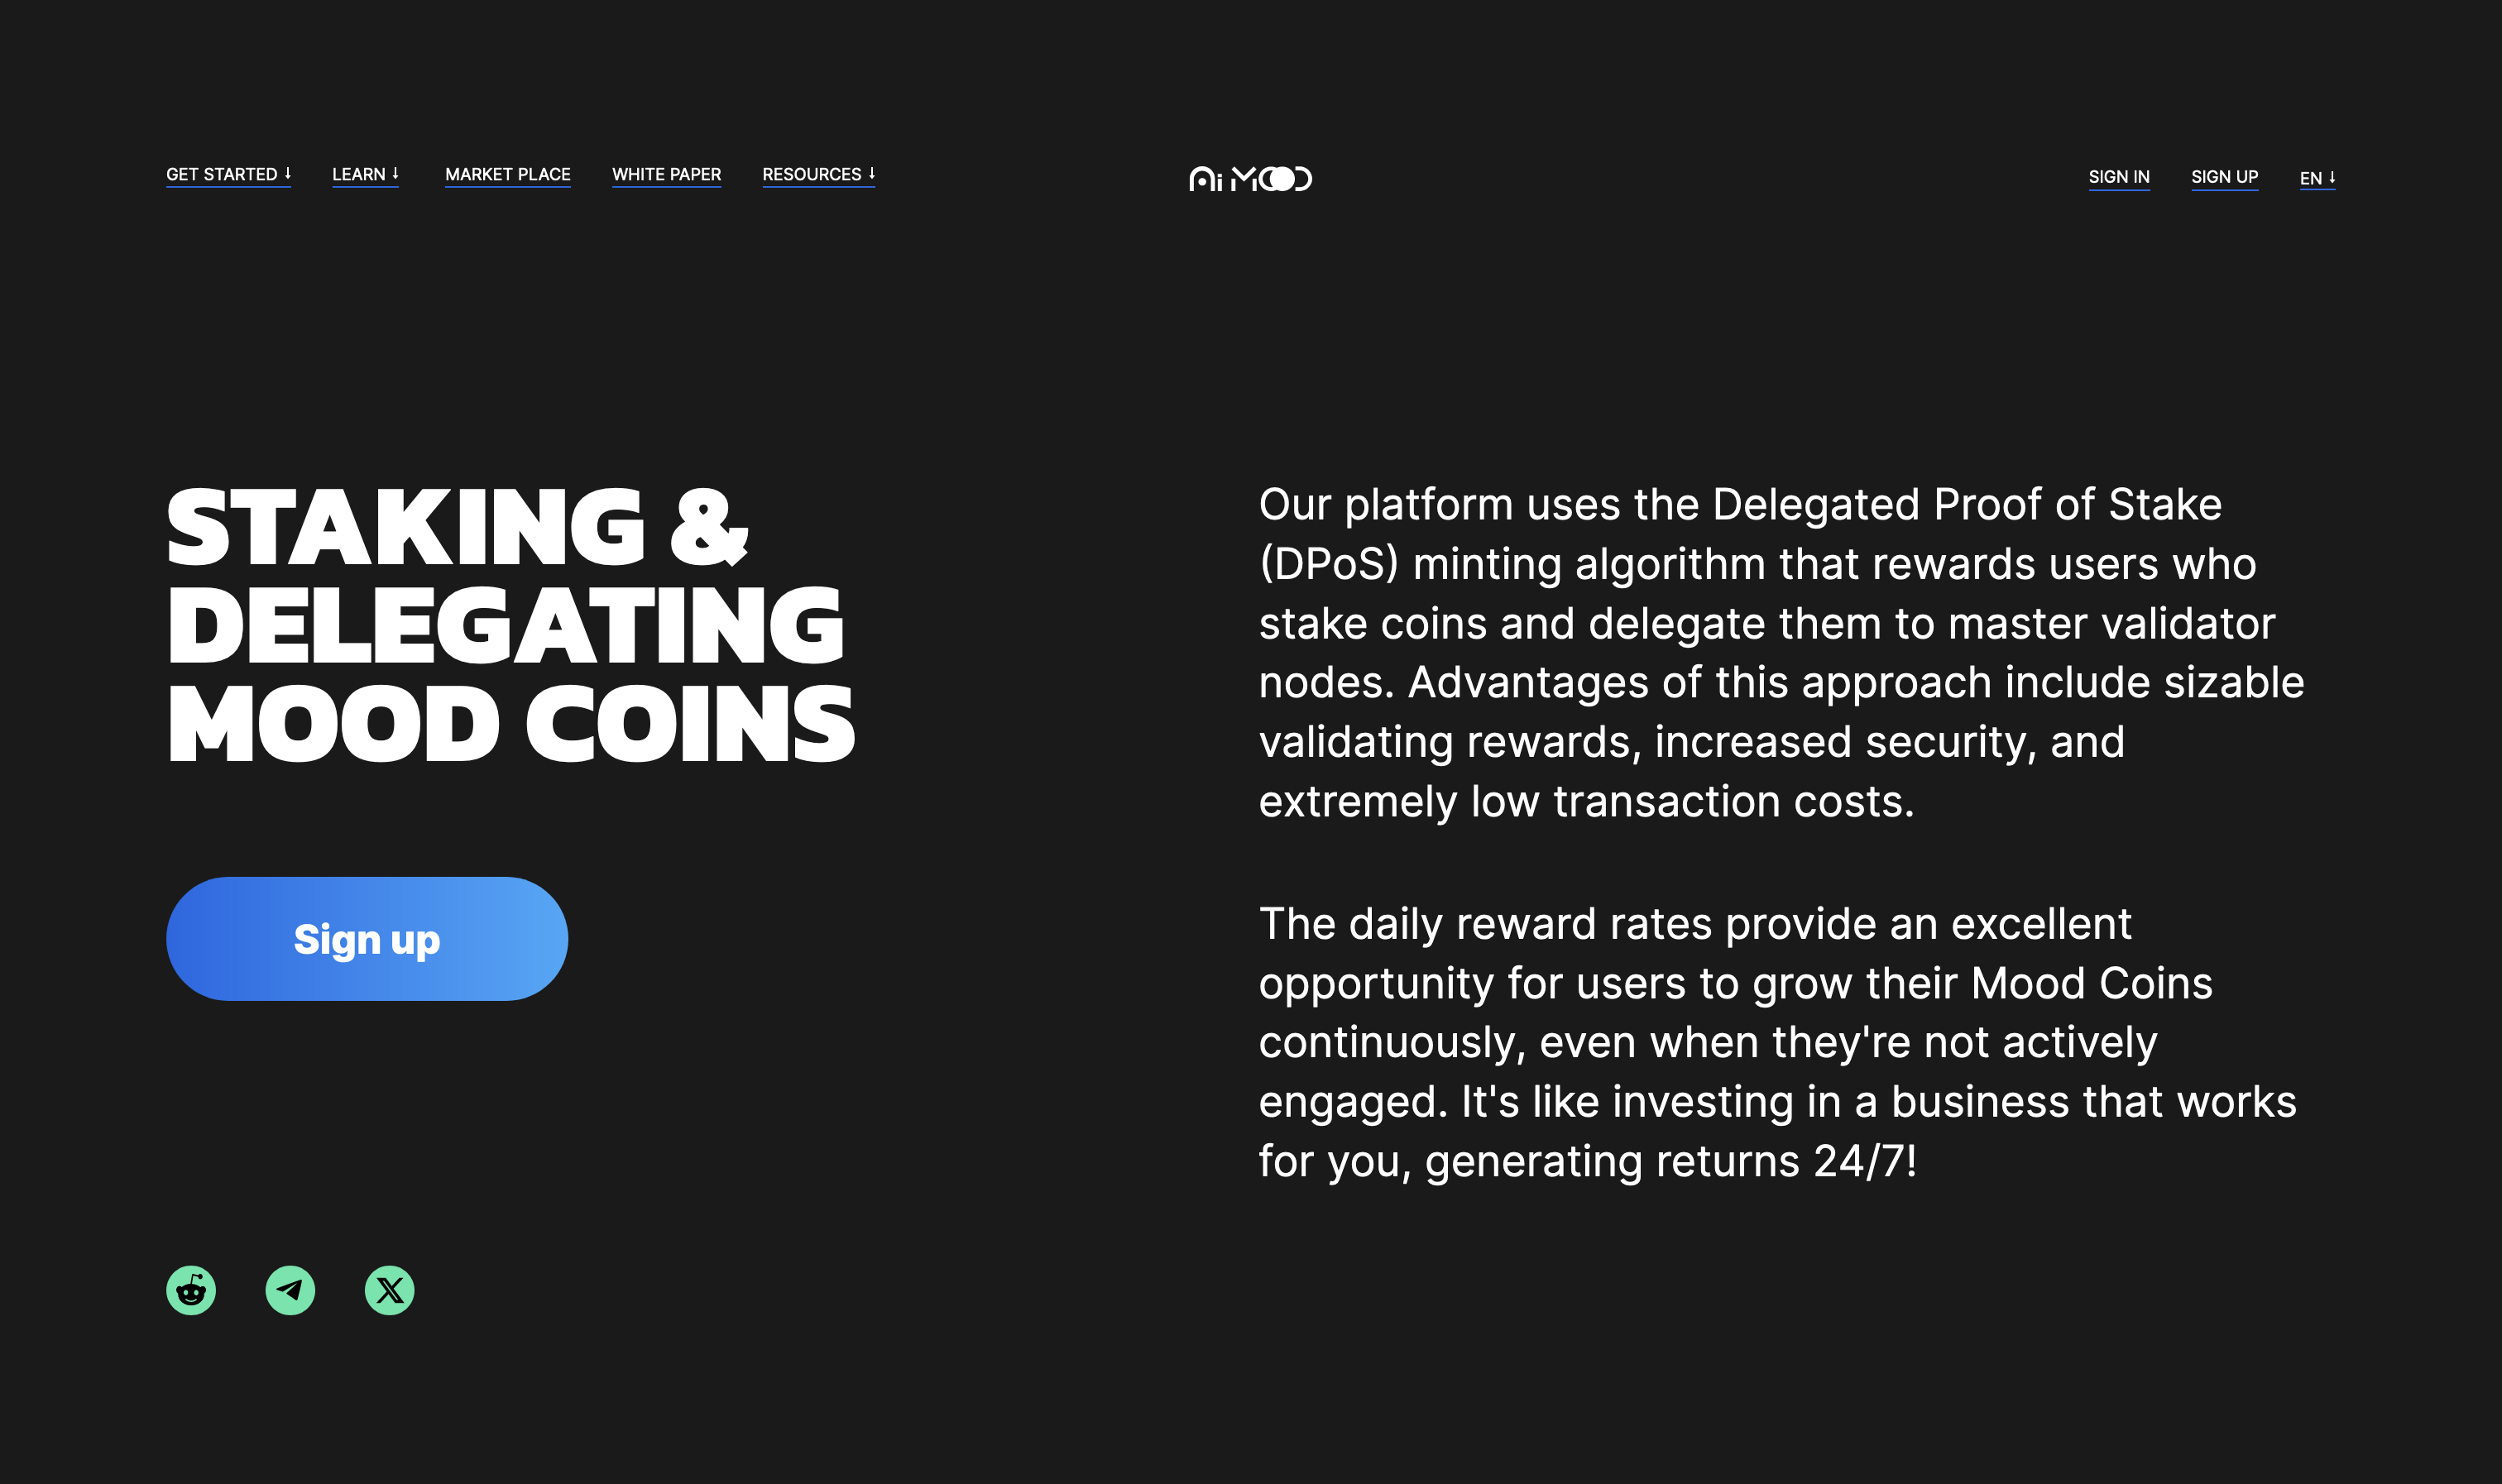 GET STARTED ↓
LEARN ↓
MARKET PLACE
WHITE PAPER
RESOURCES ↓
Ai MOOD
SIGN IN
SIGN UP
EN ↓
STAKING &
DELEGATING
MOOD COINS
Sign up
Our platform uses the Delegated Proof of Stake
(DPoS) minting algorithm that rewards users who
stake coins and delegate them to master validator
nodes. Advantages of this approach include sizable
validating rewards, increased security, and
extremely low transaction costs.
The daily reward rates provide an excellent
opportunity for users to grow their Mood Coins
continuously, even when they're not actively
engaged. It's like investing in a business that works
for you, generating returns 24/7!